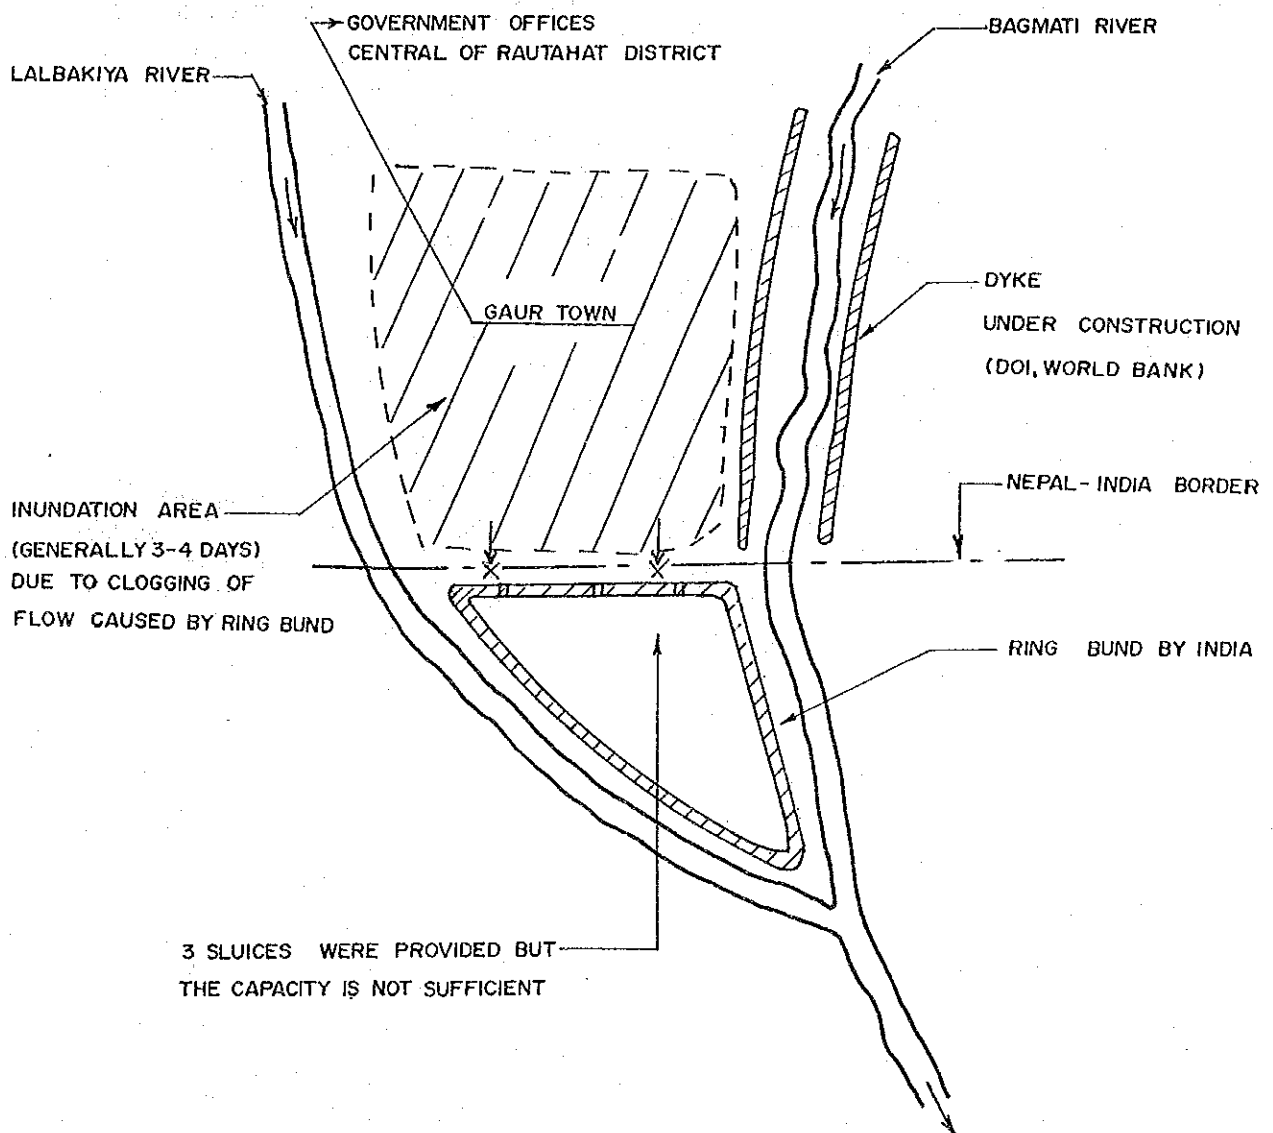 GOVERNMENT OFFICES
CENTRAL OF RAUTAHAT DISTRICT
BAGMATI RIVER
LALBAKIYA RIVER
GAUR TOWN
DYKE
UNDER CONSTRUCTION
(DOI, WORLD BANK)
NEPAL-INDIA BORDER
INUNDATION AREA
(GENERALLY 3-4 DAYS)
DUE TO CLOGGING OF
FLOW CAUSED BY RING BUND
RING BUND BY INDIA
3 SLUICES WERE PROVIDED BUT
THE CAPACITY IS NOT SUFFICIENT